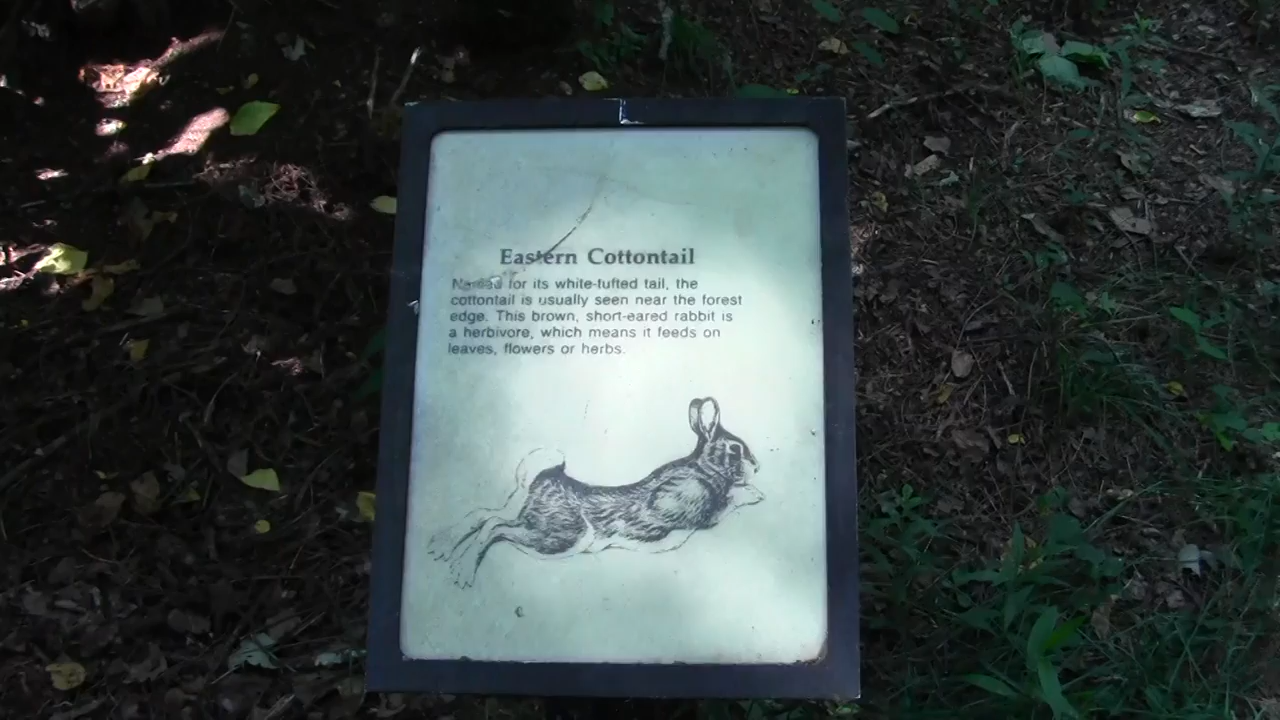 Eastern Cottontail
Named for its white-tufted tail, the
cottontail is usually seen near the forest
edge. This brown, short-eared rabbit is
a herbivore, which means it feeds on
leaves, flowers or herbs.